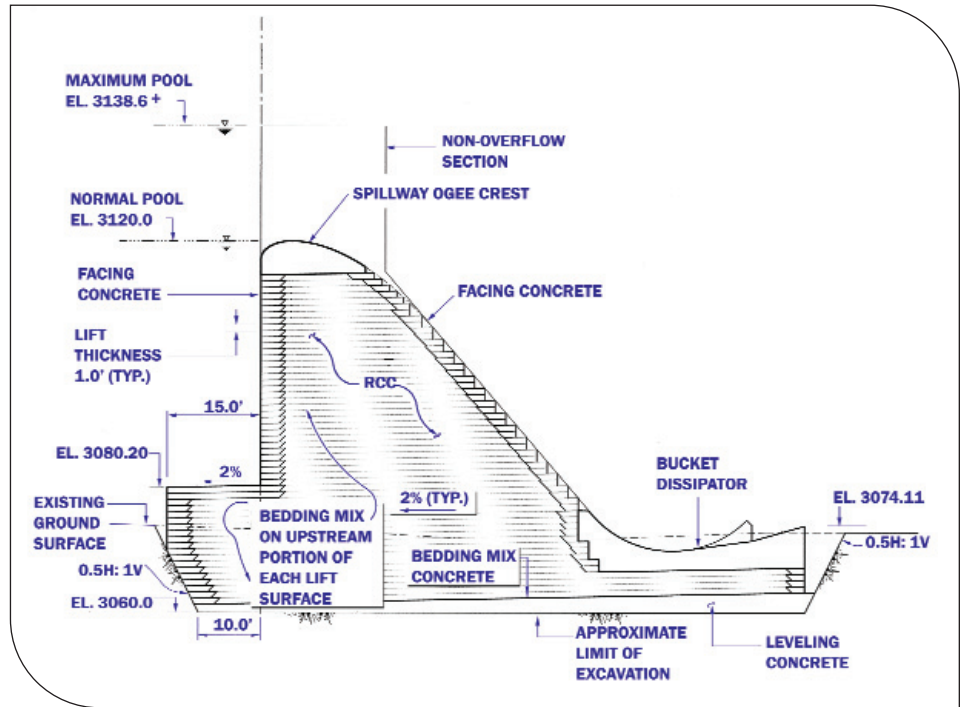 MAXIMUM POOL
EL. 3138.6 +
NON-OVERFLOW
SECTION
SPILLWAY OGEE CREST
NORMAL POOL
EL. 3120.0
FACING
CONCRETE
FACING CONCRETE
LIFT
THICKNESS
1.0' (TYP.)
RCC
15.0'
EL. 3080.20
2%
BUCKET
DISSIPATOR
EL. 3074.11
EXISTING
GROUND
SURFACE
2% (TYP.)
BEDDING MIX
ON UPSTREAM
PORTION OF
EACH LIFT
SURFACE
BEDDING MIX
CONCRETE
0.5H: 1V
0.5H: 1V
EL. 3060.0
10.0'
APPROXIMATE
LIMIT OF
EXCAVATION
LEVELING
CONCRETE